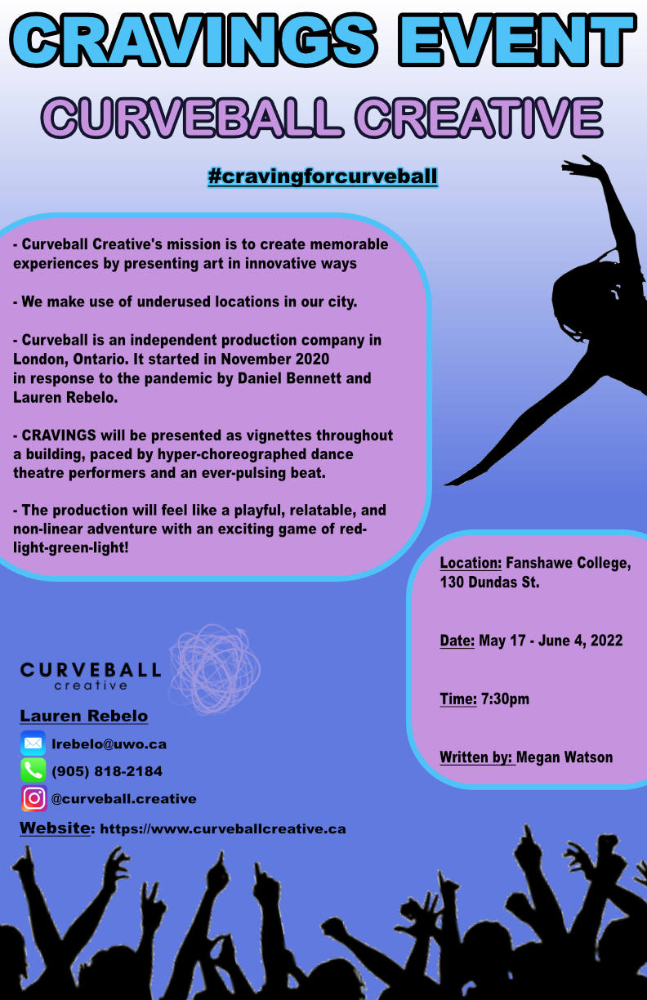 CRAVINGS EVENT
CURVEBALL CREATIVE
#cravingforcurveball
- Curveball Creative's mission is to create memorable
experiences by presenting art in innovative ways
- We make use of underused locations in our city.
- Curveball is an independent production company in
London, Ontario. It started in November 2020
in response to the pandemic by Daniel Bennett and
Lauren Rebelo.
- CRAVINGS will be presented as vignettes throughout
a building, paced by hyper-choreographed dance
theatre performers and an ever-pulsing beat.
- The production will feel like a playful, relatable, and
non-linear adventure with an exciting game of red-
light-green-light!
Location: Fanshawe College,
130 Dundas St.
Date: May 17 - June 4, 2022
Time: 7:30pm
Written by: Megan Watson
CURVEBALL
creative
Lauren Rebelo
lrebelo@uwo.ca
(905) 818-2184
@curveball.creative
Website: https://www.curveballcreative.ca